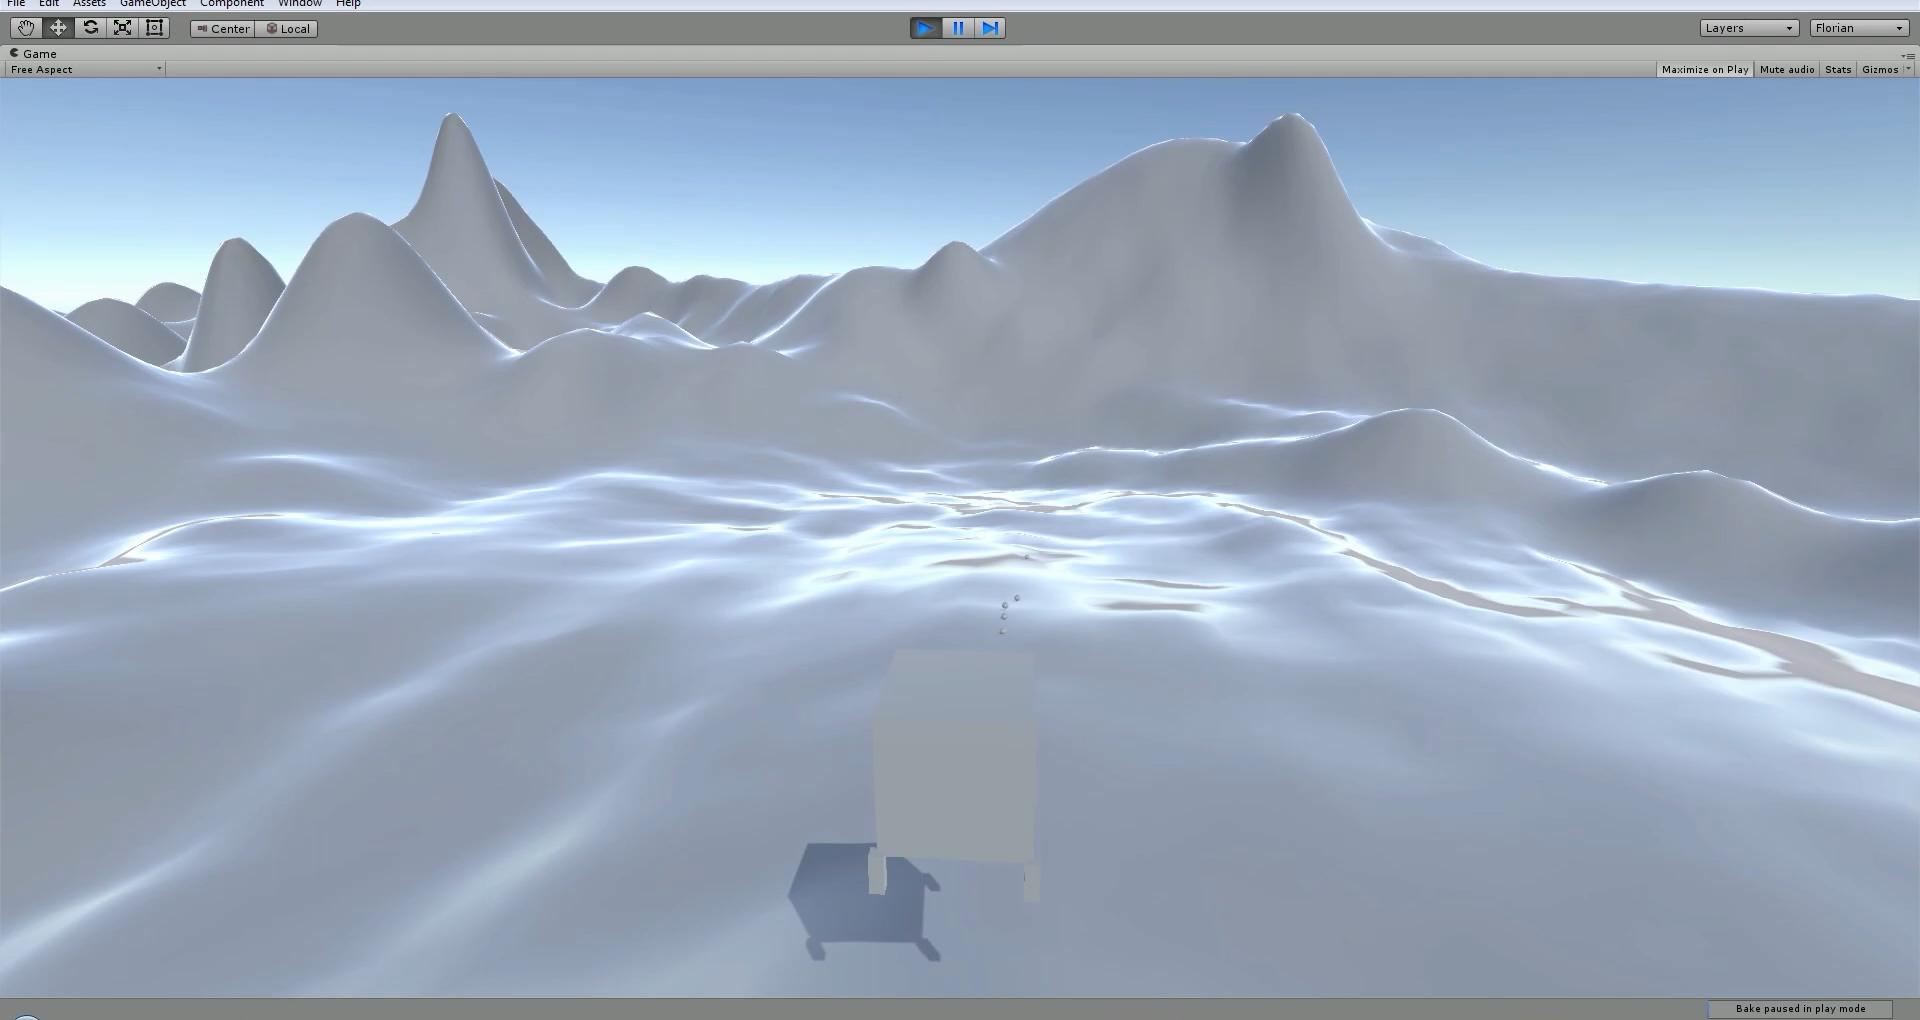 File Edit Assets GameObject Component Window Help
Center Local Layers Florian
Game
Free Aspect Maximize on Play Mute audio Stats Gizmos
Bake paused in play mode